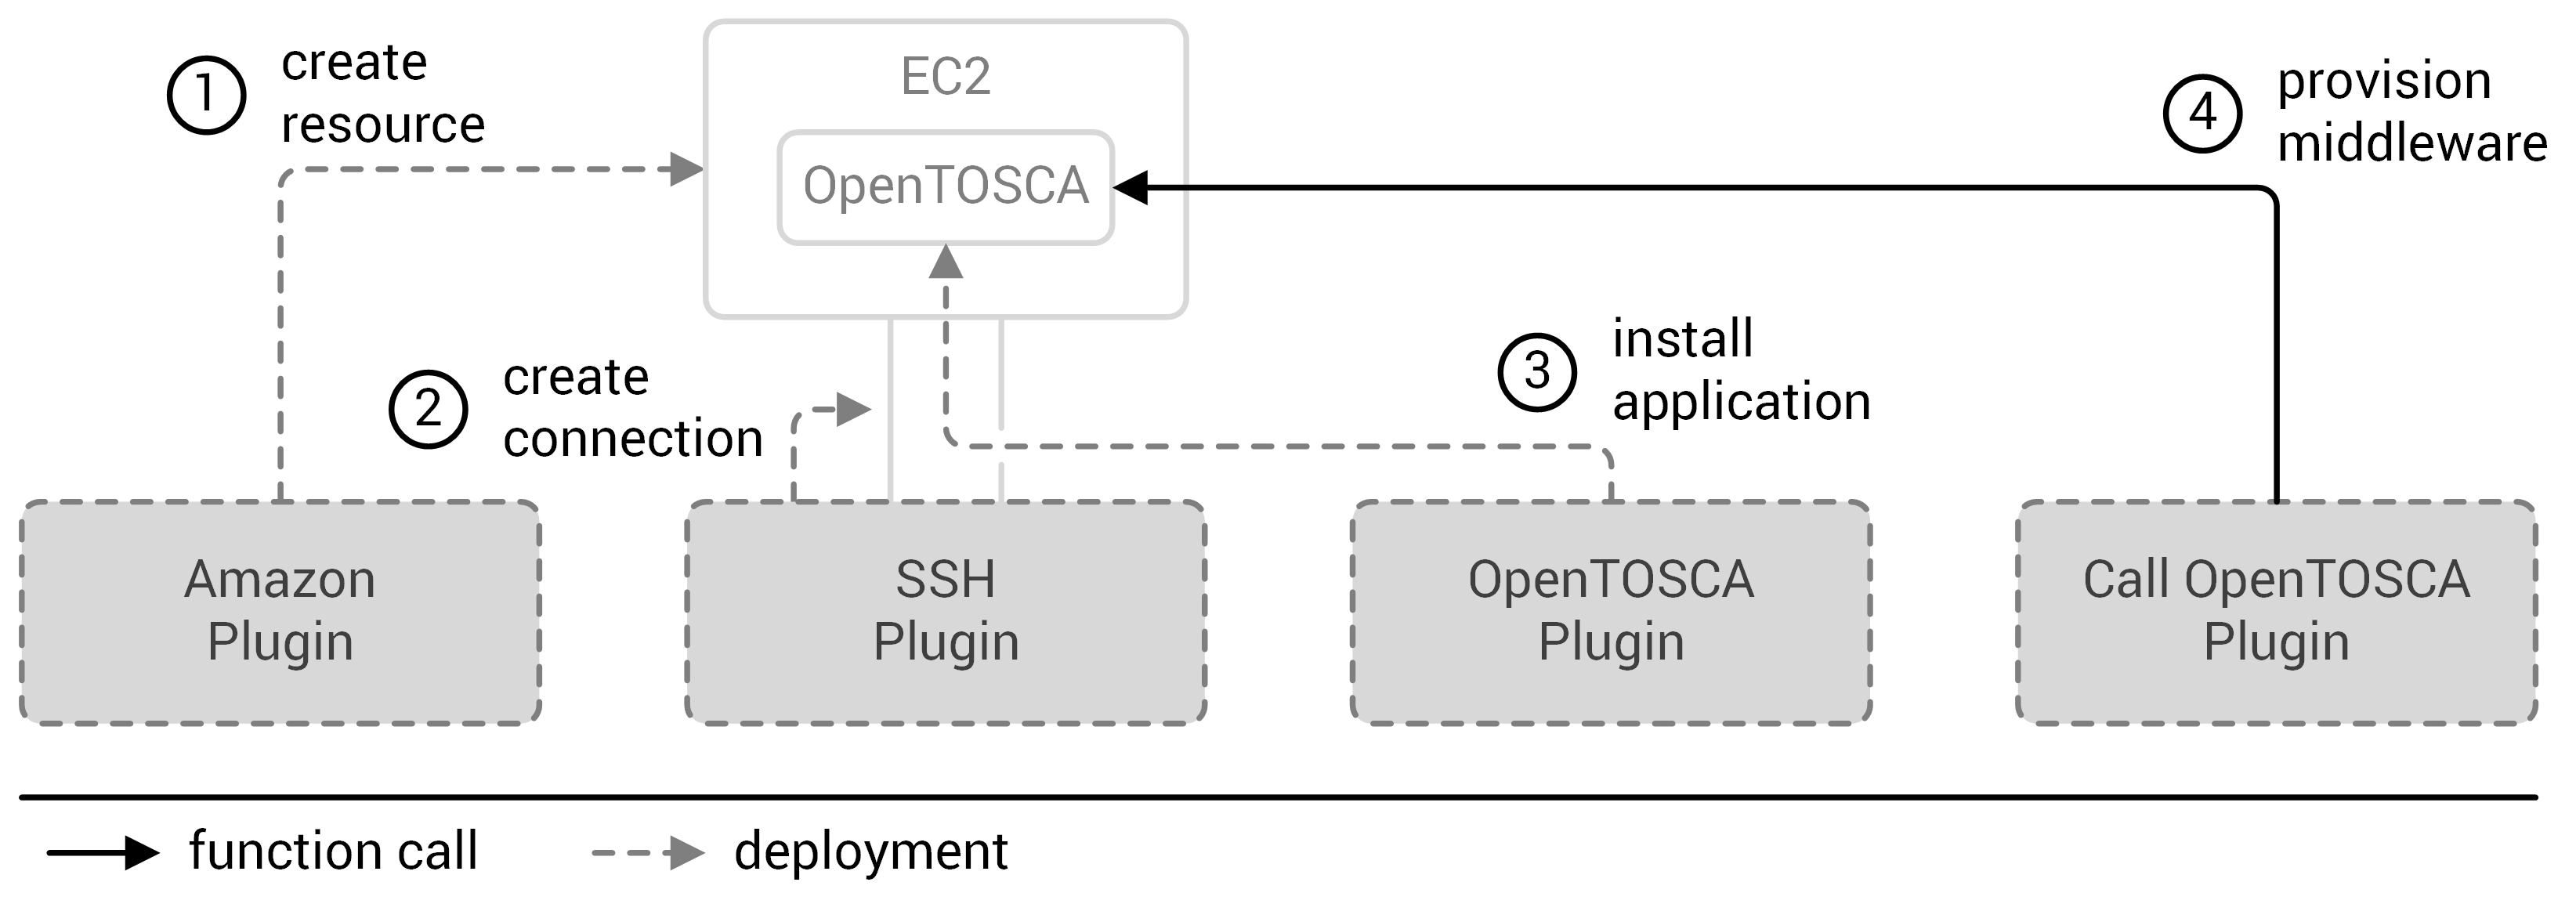 1
create
resource
EC2
OpenTOSCA
4
provision
middleware
2
create
connection
3
install
application
Amazon
Plugin
SSH
Plugin
OpenTOSCA
Plugin
Call OpenTOSCA
Plugin
function call
deployment